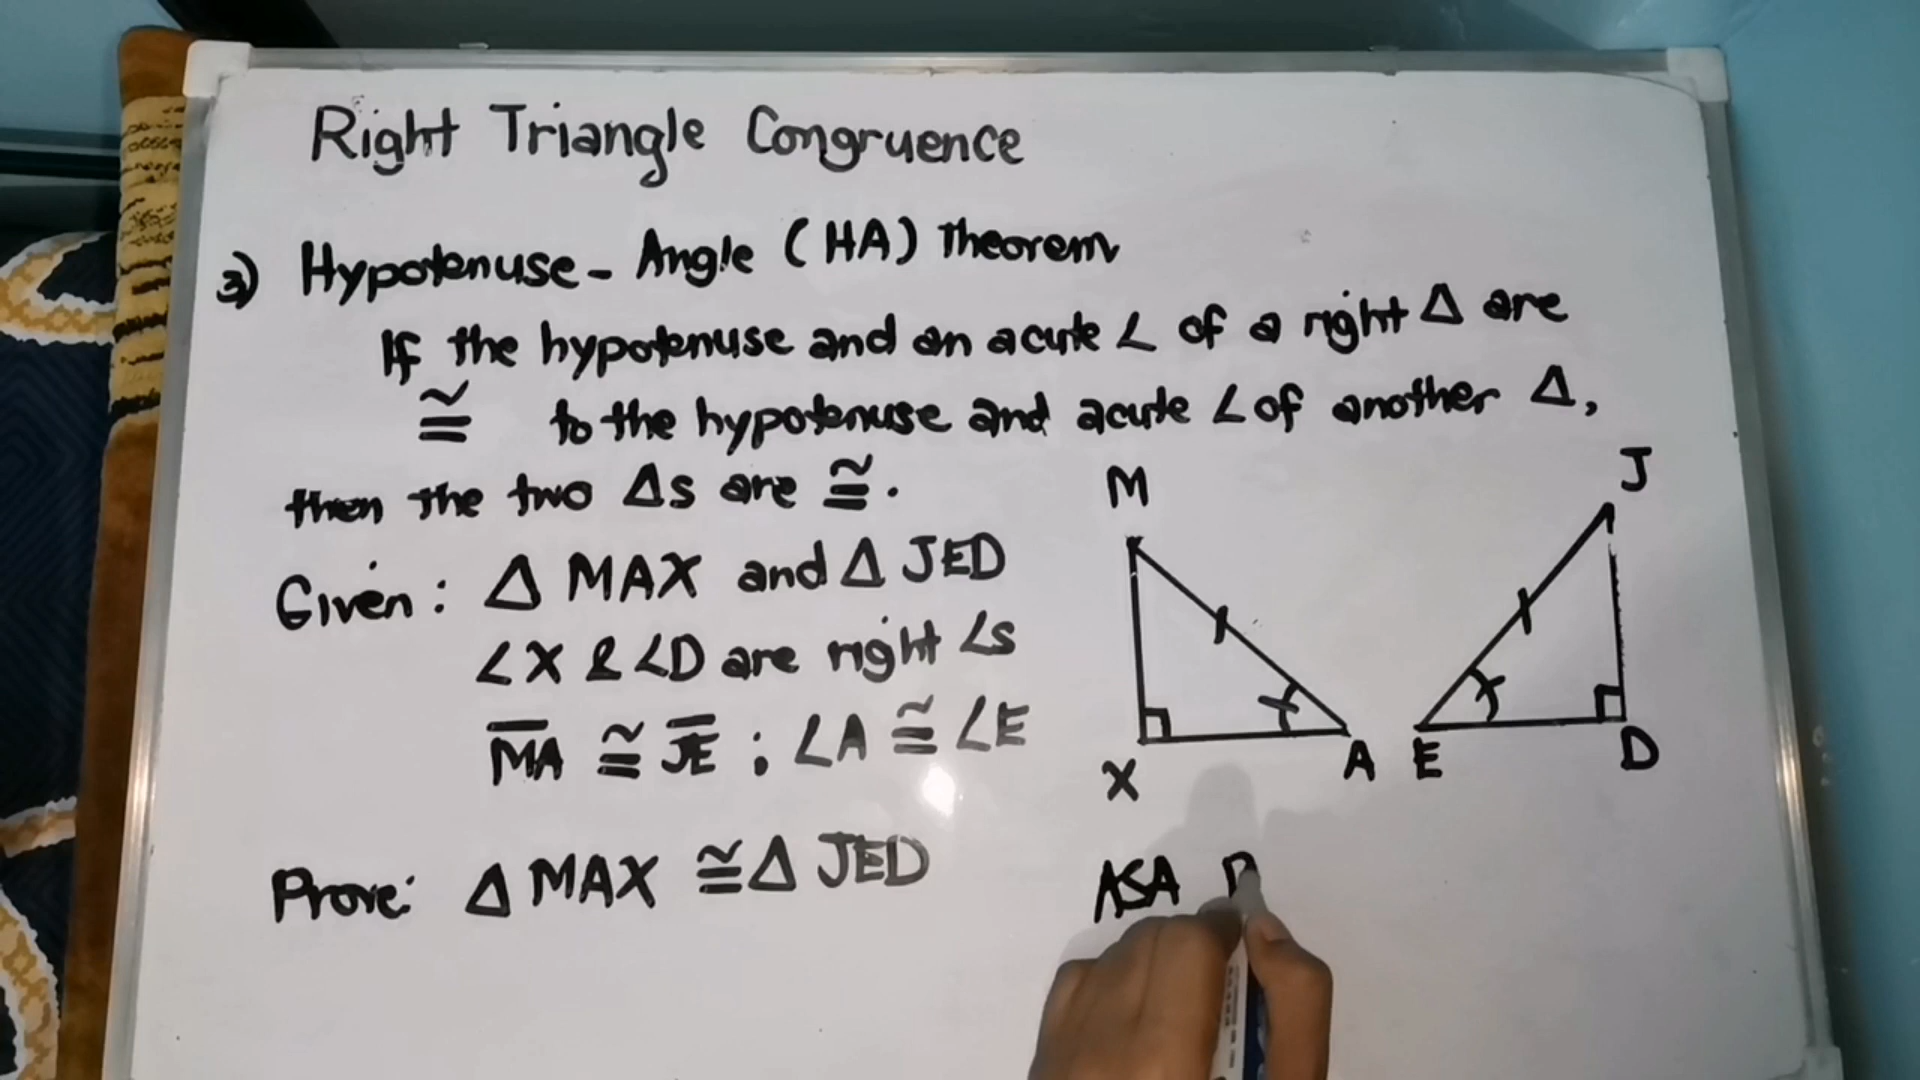 Right Triangle Congruence
3) Hypotenuse - Angle (HA) Theorem
If the hypotenuse and an acute ∠ of a right Δ are
≅ to the hypotenuse and acute ∠ of another Δ,
then the two Δs are ≅.
Given: Δ MAX and Δ JED
∠X & ∠D are right ∠s
M̅A̅ ≅ J̅E̅ ; ∠A ≅ ∠E
Prove: Δ MAX ≅ Δ JED
M
J
X
A
E
D
ASA